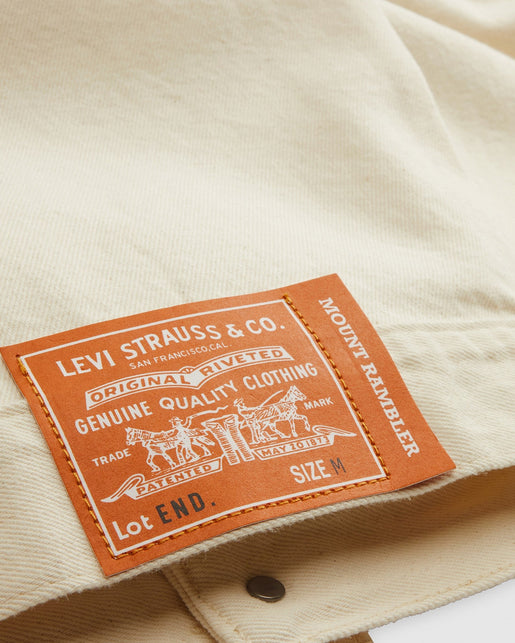 LEVI STRAUSS & CO.
SAN FRANCISCO, CAL.
ORIGINAL RIVETED
GENUINE QUALITY CLOTHING
TRADE MARK
PATENTED MAY 20 1873
SIZE M
Lot END.
MOUNT RAMBLER